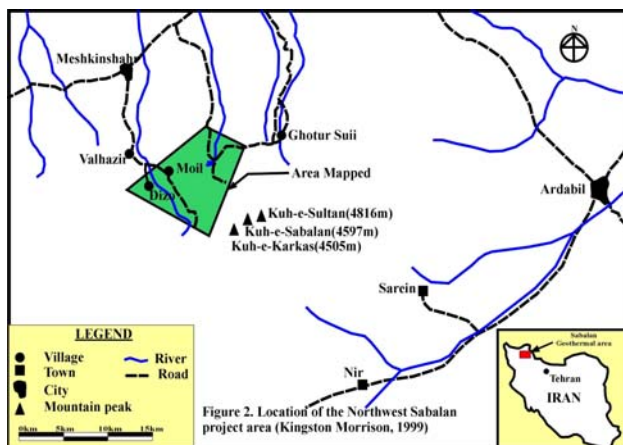 N
Meshkinshahr
Ghotur Suii
Valhazir
Moil
Area Mapped
Dizo
Ardabil
Kuh-e-Sultan(4816m)
Kuh-e-Sabalan(4597m)
Kuh-e-Karkas(4505m)
Sarein
LEGEND
Village
River
Town
Road
City
Mountain peak
0km 5km 10km 15km
Nir
Figure 2. Location of the Northwest Sabalan
project area (Kingston Morrison, 1999)
Sabalan
Geothermal area
Tehran
IRAN